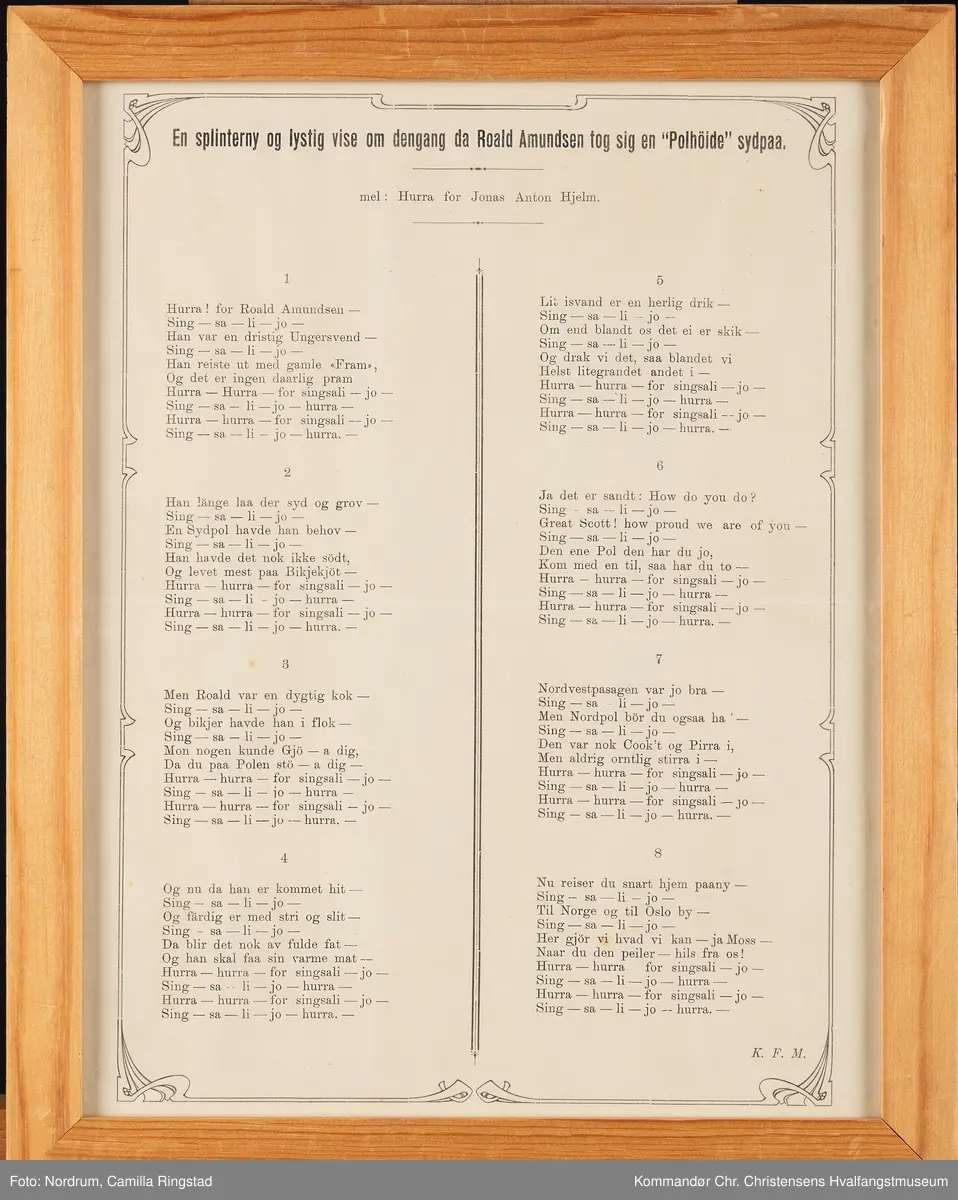 En splinterny og lystig vise om dengang da Roald Amundsen tog sig en "Polhöide" sydpaa.
mel: Hurra for Jonas Anton Hjelm.
1
Hurra! for Roald Amundsen —
Sing — sa — li — jo —
Han var en dristig Ungersvend —
Sing — sa — li — jo —
Han reiste ut med gamle «Fram»,
Og det er ingen daarlig pram
Hurra — Hurra — for singsali — jo —
Sing — sa — li — jo — hurra —
Hurra — hurra — for singsali — jo —
Sing — sa — li — jo — hurra. —
2
Han länge laa der syd og grov —
Sing — sa — li — jo —
En Sydpol havde han behov —
Sing — sa — li — jo —
Han havde det nok ikke södt,
Og levet mest paa Bikjekjöt —
Hurra — hurra — for singsali — jo —
Sing — sa — li — jo — hurra —
Hurra — hurra — for singsali — jo —
Sing — sa — li — jo — hurra. —
3
Men Roald var en dygtig kok —
Sing — sa — li — jo —
Og bikjer havde han i flok —
Sing — sa — li — jo —
Mon nogen kunde Gjö — a dig,
Da du paa Polen stö — a dig —
Hurra — hurra — for singsali — jo —
Sing — sa — li — jo — hurra —
Hurra — hurra — for singsali — jo —
Sing — sa — li — jo — hurra. —
4
Og nu da han er kommet hit —
Sing — sa — li — jo —
Og färdig er med stri og slit —
Sing - sa — li — jo —
Da blir det nok av fulde fat —
Og han skal faa sin varme mat —
Hurra — hurra — for singsali — jo —
Sing — sa — li — jo — hurra —
Hurra — hurra — for singsali — jo —
Sing — sa — li — jo — hurra. —
5
Lit isvand er en herlig drik —
Sing — sa — li — jo —
Om end blandt os det ei er skik —
Sing — sa — li — jo —
Og drak vi det, saa blandet vi
Helst litegrandet andet i —
Hurra — hurra — for singsali — jo —
Sing — sa — li — jo — hurra —
Hurra — hurra — for singsali — jo —
Sing — sa — li — jo — hurra. —
6
Ja det er sandt: How do you do?
Sing - sa — li — jo —
Great Scott! how proud we are of you —
Sing — sa — li — jo —
Den ene Pol den har du jo,
Kom med en til, saa har du to —
Hurra — hurra — for singsali — jo —
Sing — sa — li — jo — hurra —
Hurra — hurra — for singsali — jo —
Sing — sa — li — jo — hurra. —
7
Nordvestpasagen var jo bra —
Sing — sa - li — jo —
Men Nordpol bör du ogsaa ha' —
Sing — sa — li — jo —
Den var nok Cook't og Pirra i,
Men aldrig orntlig stirra i —
Hurra — hurra — for singsali — jo —
Sing — sa — li — jo — hurra —
Hurra — hurra — for singsali — jo —
Sing — sa — li — jo — hurra. —
8
Nu reiser du snart hjem paany —
Sing — sa — li — jo —
Til Norge og til Oslo by —
Sing — sa — li — jo —
Her gjör vi hvad vi kan — ja Moss —
Naar du den peiler — hils fra os!
Hurra — hurra for singsali — jo —
Sing — sa — li — jo — hurra —
Hurra — hurra — for singsali — jo —
Sing — sa — li — jo — hurra. —
K. F. M.
Foto: Nordrum, Camilla Ringstad
Kommandør Chr. Christensens Hvalfangstmuseum